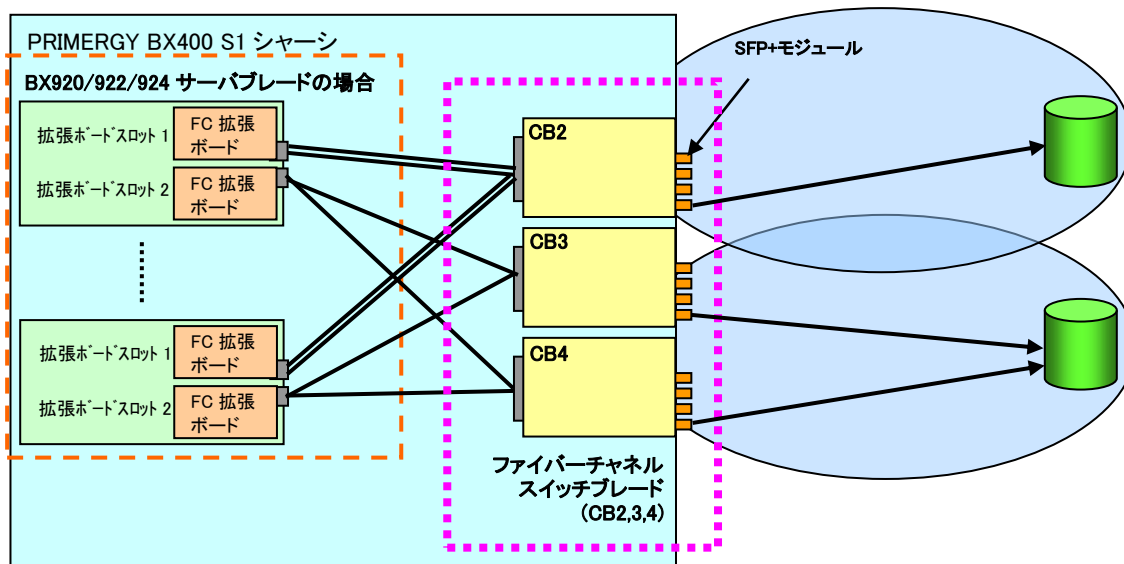 PRIMERGY BX400 S1 シャーシ
BX920/922/924 サーバブレードの場合
拡張ボードスロット 1
FC 拡張
ボード
拡張ボードスロット 2
FC 拡張
ボード
拡張ボードスロット 1
FC 拡張
ボード
拡張ボードスロット 2
FC 拡張
ボード
CB2
CB3
CB4
ファイバーチャネル
スイッチブレード
(CB2,3,4)
SFP+モジュール